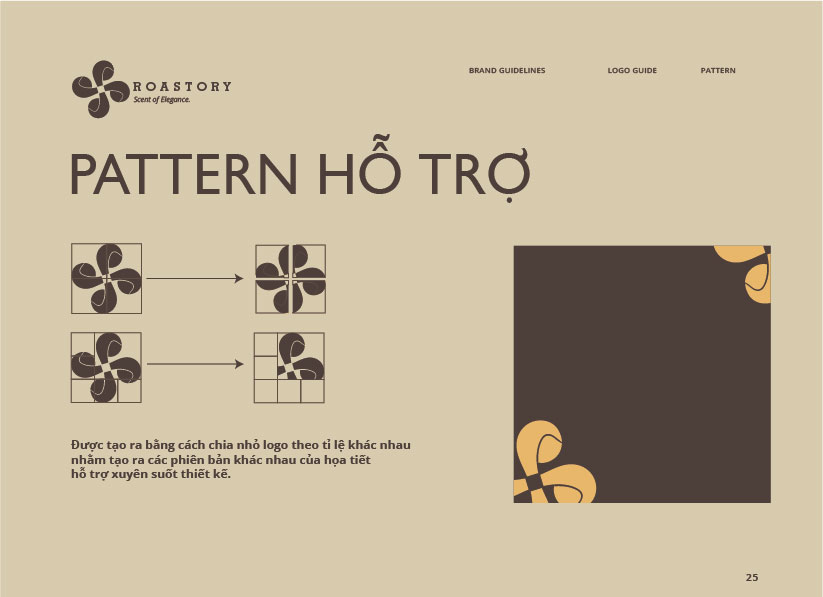 ROASTORY
Scent of Elegance.
BRAND GUIDELINES
LOGO GUIDE
PATTERN
PATTERN HỖ TRỢ
Được tạo ra bằng cách chia nhỏ logo theo tỉ lệ khác nhau
nhằm tạo ra các phiên bản khác nhau của họa tiết
hỗ trợ xuyên suốt thiết kế.
25